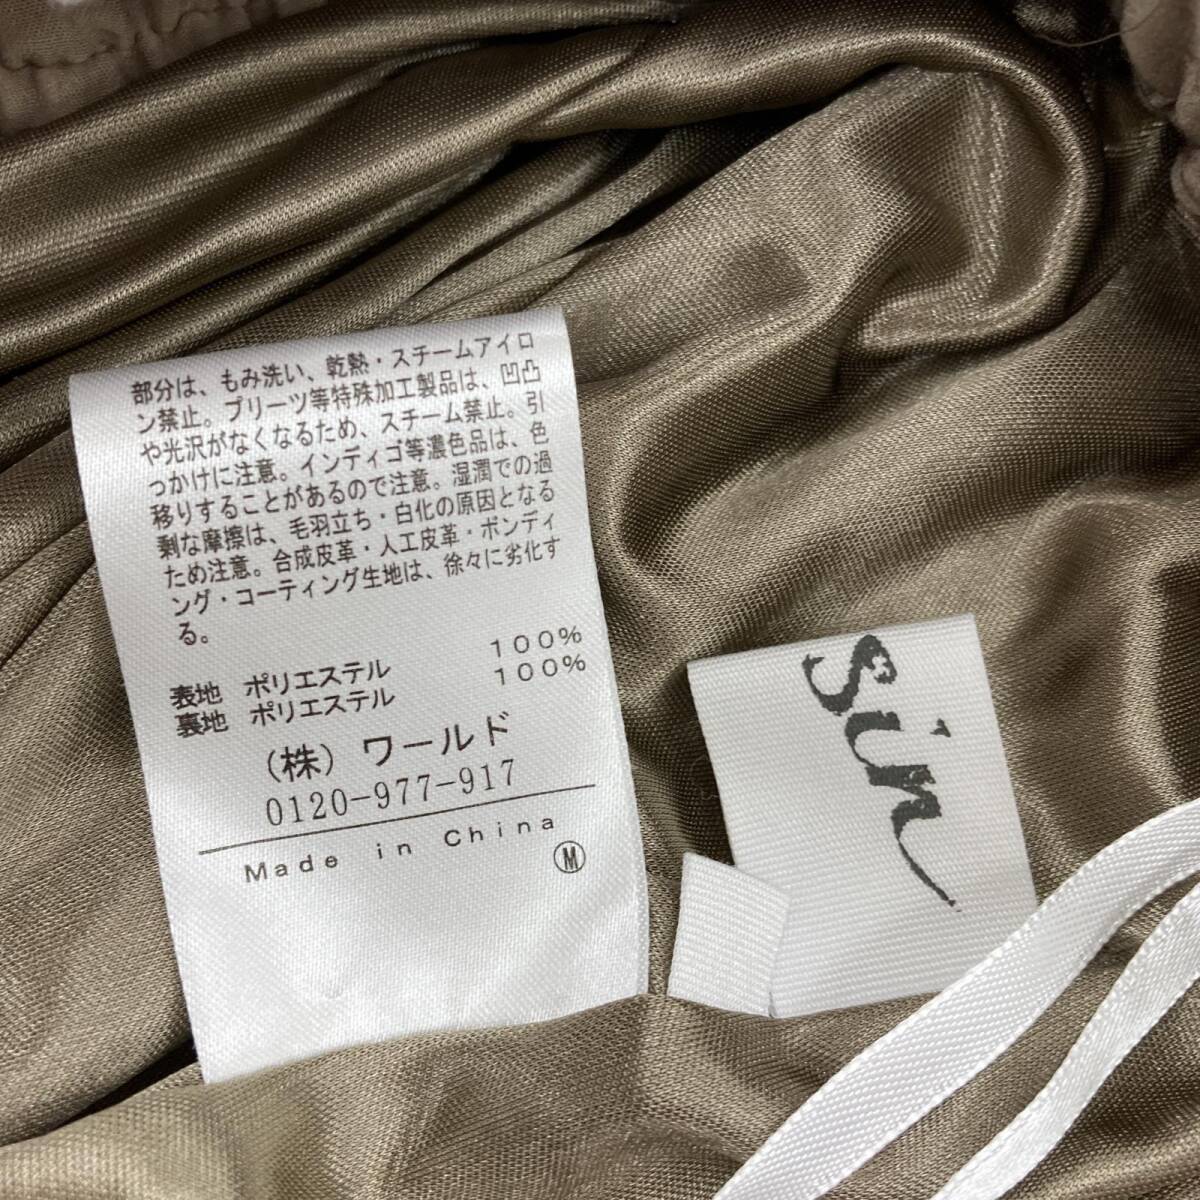 部分は、もみ洗い、乾熱・スチームアイロ
ン禁止。プリーツ等特殊加工製品は、凹凸
や光沢がなくなるため、スチーム禁止。引
っかけに注意。インディゴ等濃色品は、色
移りすることがあるので注意。湿潤での過
剰な摩擦は、毛羽立ち・白化の原因となる
ため注意。合成皮革・人工皮革・ボンディ
ング・コーティング生地は、徐々に劣化す
る。
表地 ポリエステル 100%
裏地 ポリエステル 100%
(株) ワールド
0120-977-917
Made in China
M
sin